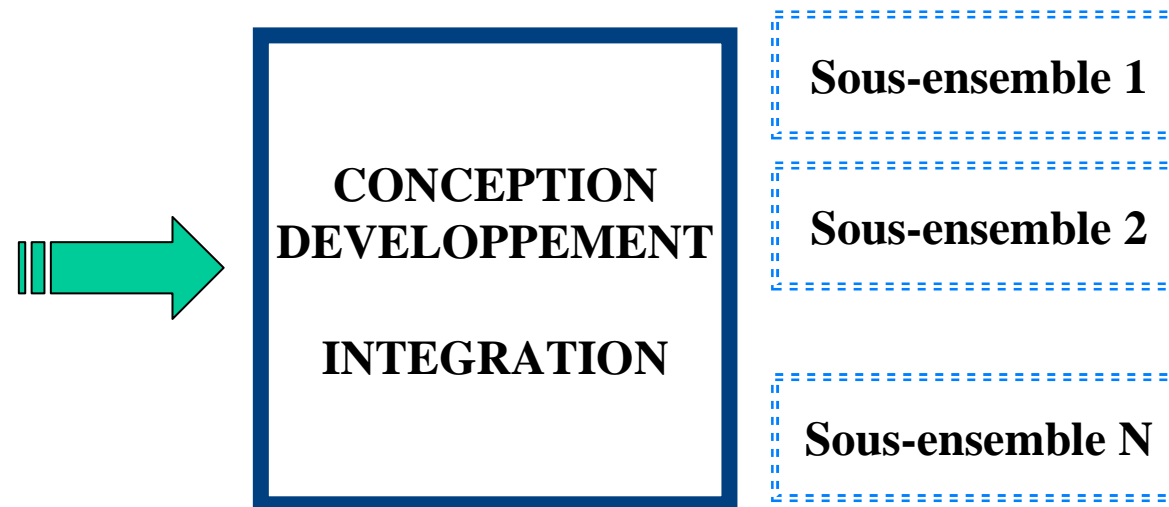 CONCEPTION
DEVELOPPEMENT
INTEGRATION
Sous-ensemble 1
Sous-ensemble 2
Sous-ensemble N